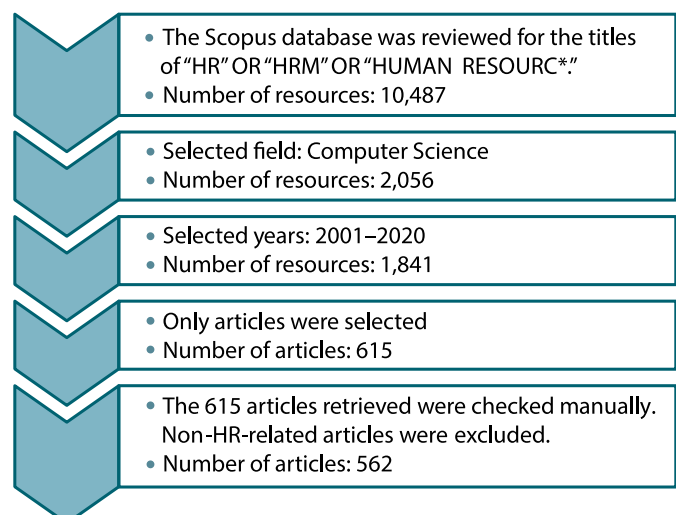 • The Scopus database was reviewed for the titles
of “HR” OR “HRM” OR “HUMAN RESOURC*.”
• Number of resources: 10,487
• Selected field: Computer Science
• Number of resources: 2,056
• Selected years: 2001–2020
• Number of resources: 1,841
• Only articles were selected
• Number of articles: 615
• The 615 articles retrieved were checked manually.
Non-HR-related articles were excluded.
• Number of articles: 562